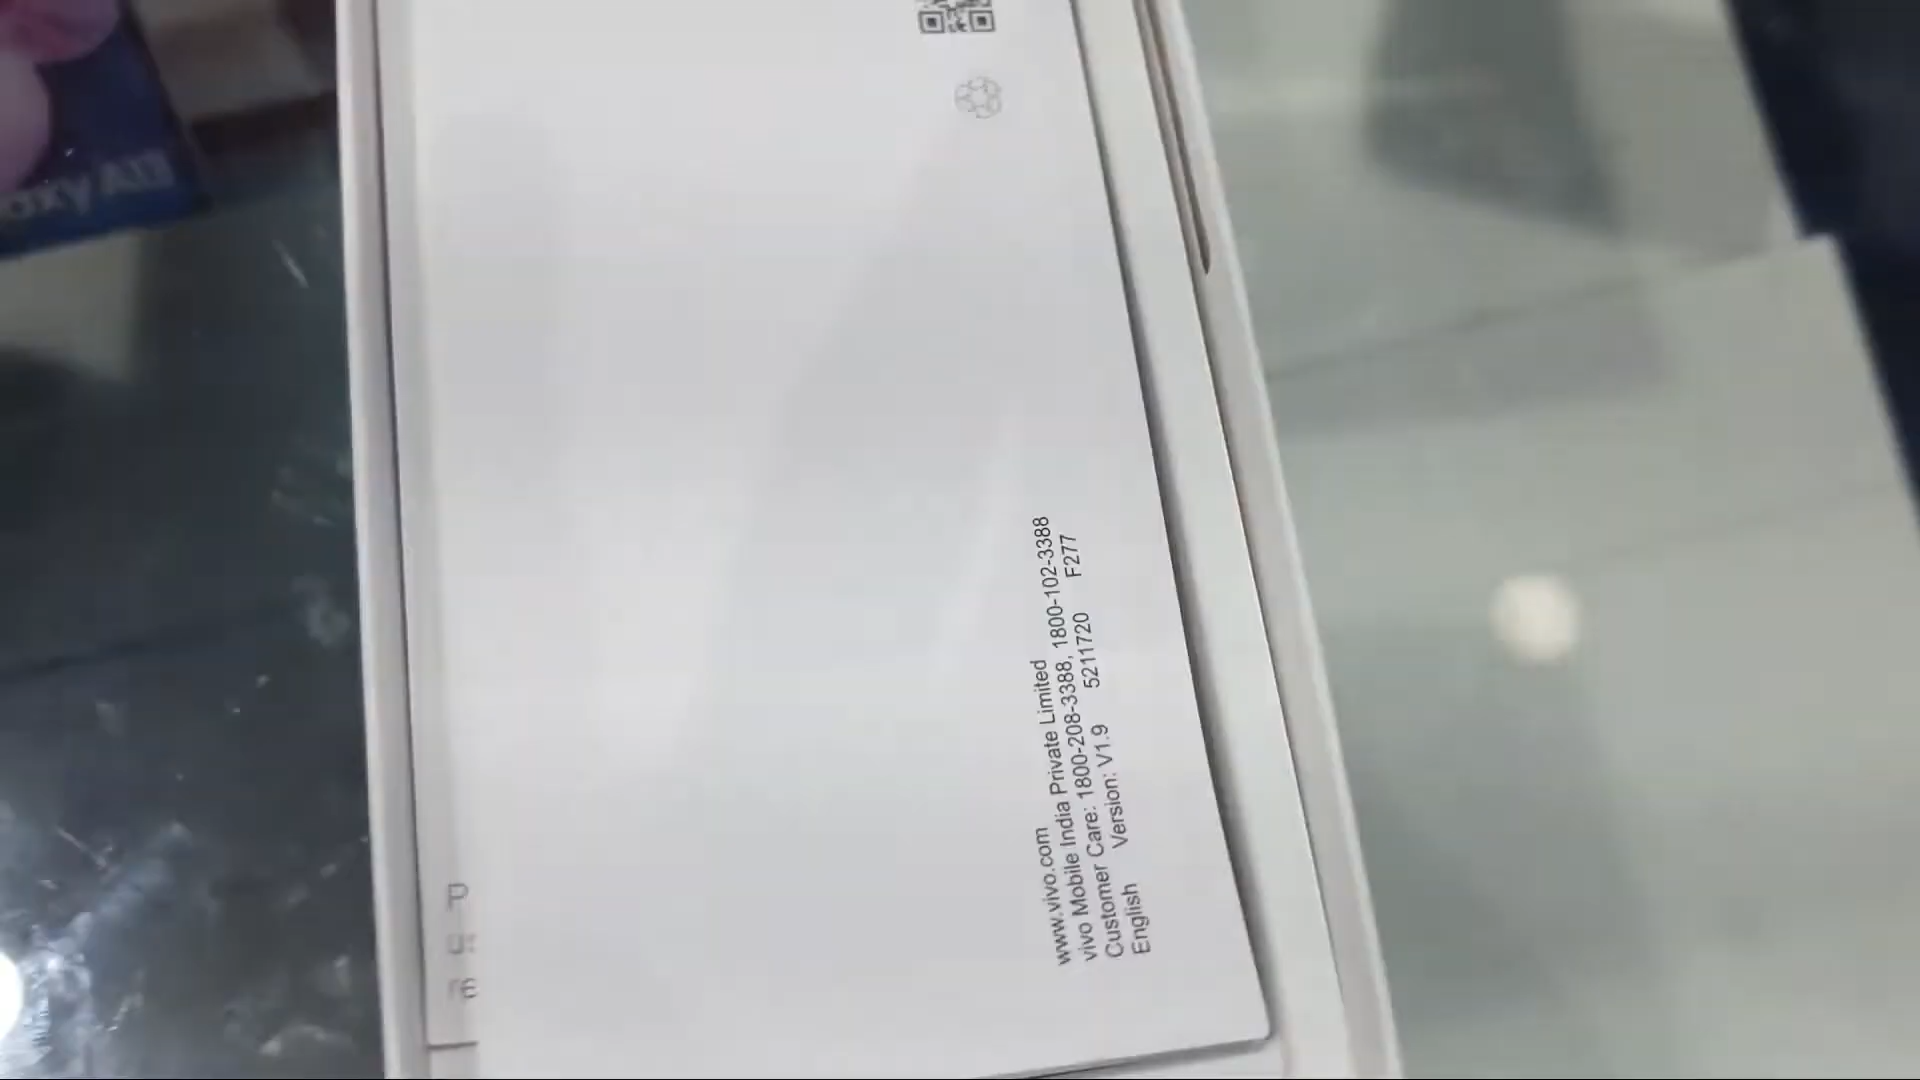 www.vivo.com
vivo Mobile India Private Limited
Customer Care: 1800-208-3388, 1800-102-3388
English Version: V1.9 5211720 F277